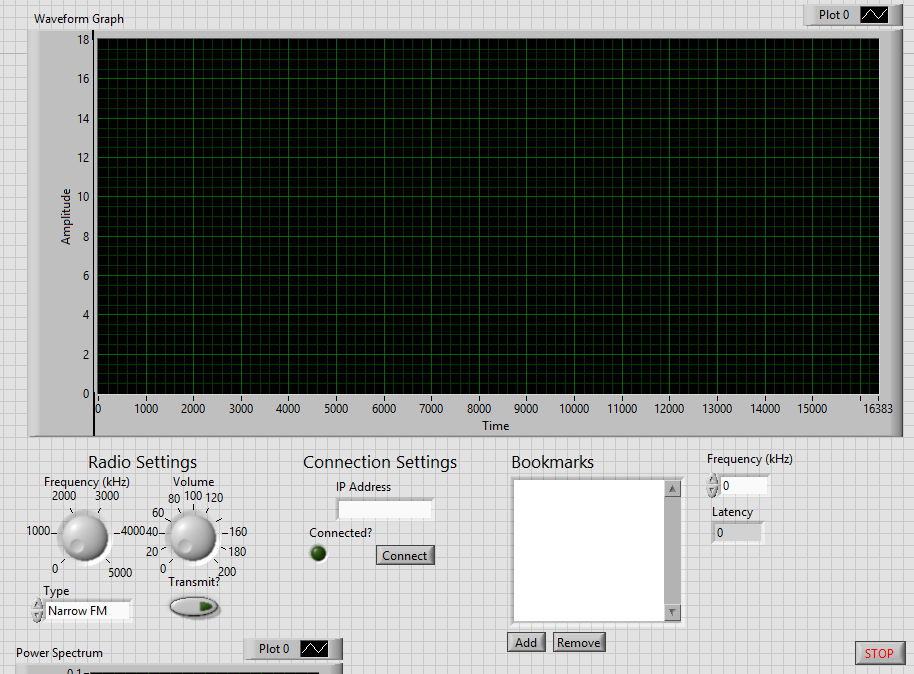 Waveform Graph
Plot 0
18
16
14
12
10
8
6
4
2
0
Amplitude
0 1000 2000 3000 4000 5000 6000 7000 8000 9000 10000 11000 12000 13000 14000 15000 16383
Time
Radio Settings
Frequency (kHz)
2000 3000
1000 4000
0 5000
Volume
80 100 120
60
40 160
20 180
0 200
Transmit?
Type
Narrow FM
Connection Settings
IP Address
Connected?
Connect
Bookmarks
Add Remove
Frequency (kHz)
0
Latency
0
Power Spectrum
Plot 0
0.1
STOP